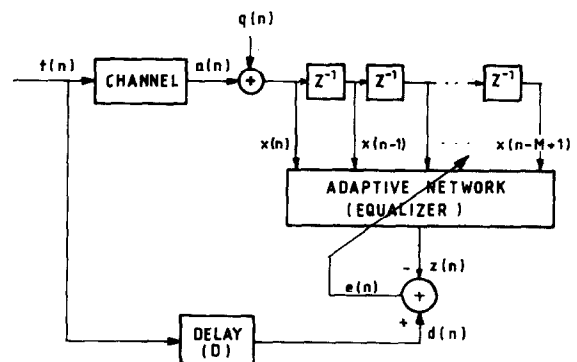 q(n)
t(n)
CHANNEL
a(n)
+
Z⁻¹
Z⁻¹
...
Z⁻¹
x(n)
x(n-1)
...
x(n-M+1)
ADAPTIVE NETWORK
(EQUALIZER)
- z(n)
e(n)
+
+
d(n)
DELAY
(D)